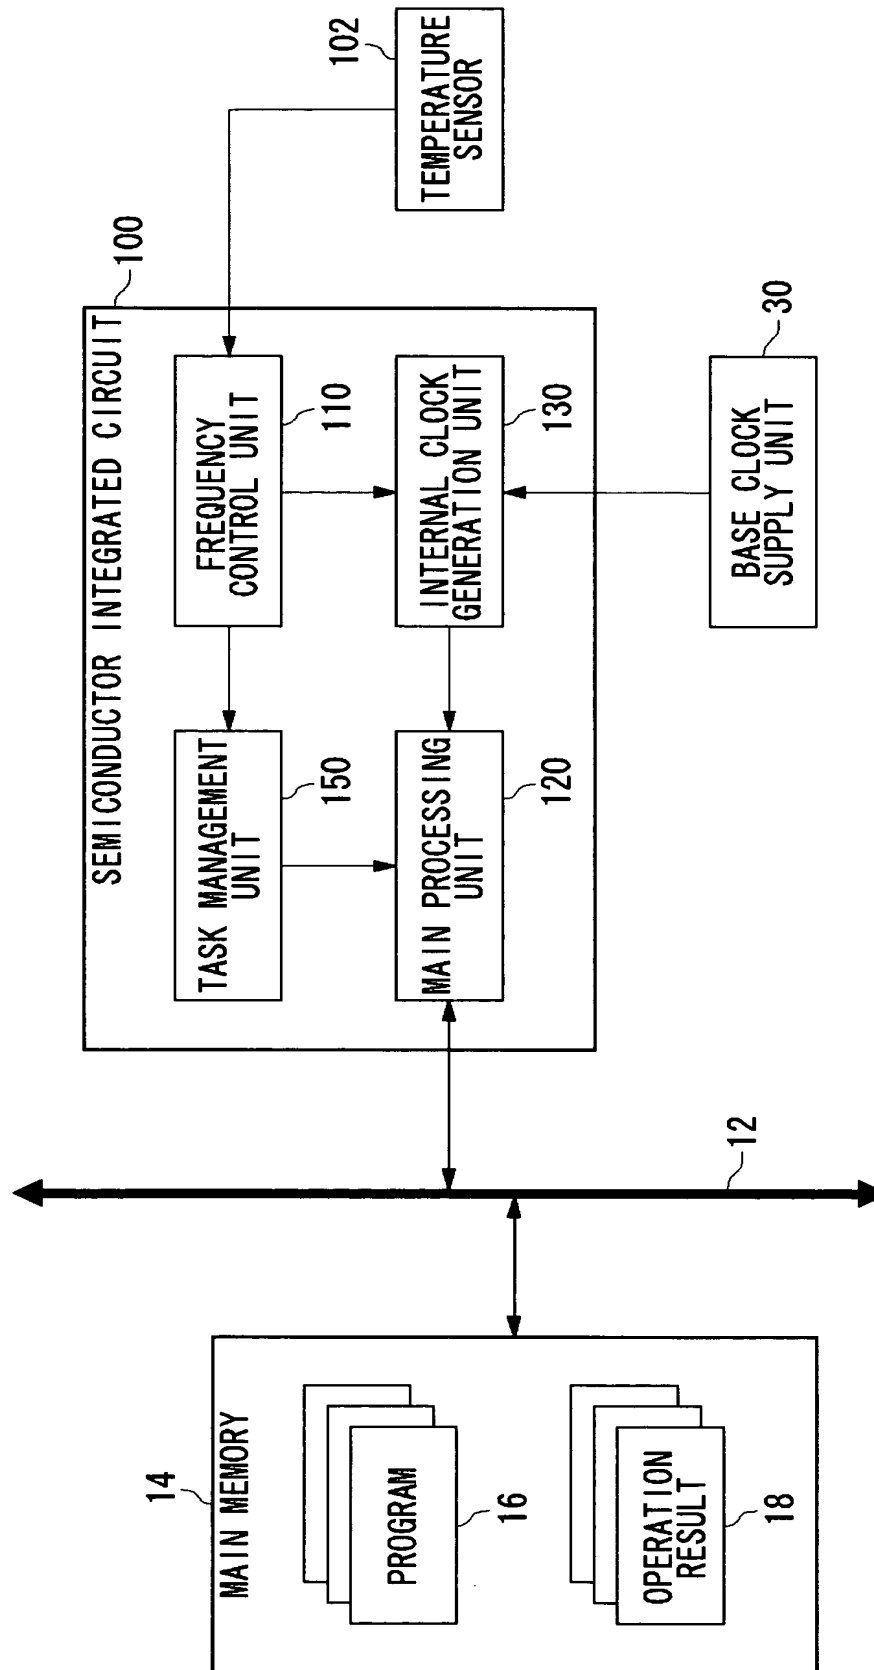 MAIN MEMORY
14
PROGRAM
16
OPERATION
RESULT
18
12
SEMICONDUCTOR INTEGRATED CIRCUIT
100
TASK MANAGEMENT
UNIT
150
FREQUENCY
CONTROL UNIT
110
MAIN PROCESSING
UNIT
120
INTERNAL CLOCK
GENERATION UNIT
130
TEMPERATURE
SENSOR
102
BASE CLOCK
SUPPLY UNIT
30